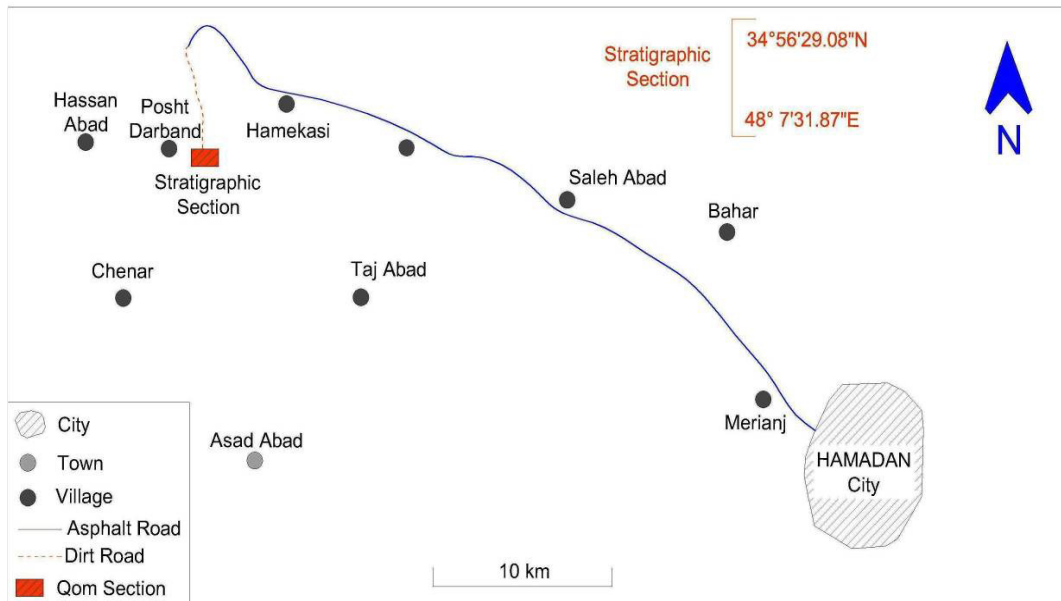 Stratigraphic
Section
34°56'29.08"N
48° 7'31.87"E
N
Hassan
Abad
Posht
Darband
Hamekasi
Stratigraphic
Section
Saleh Abad
Bahar
Chenar
Taj Abad
Merianj
Asad Abad
HAMADAN
City
City
Town
Village
Asphalt Road
Dirt Road
Qom Section
10 km